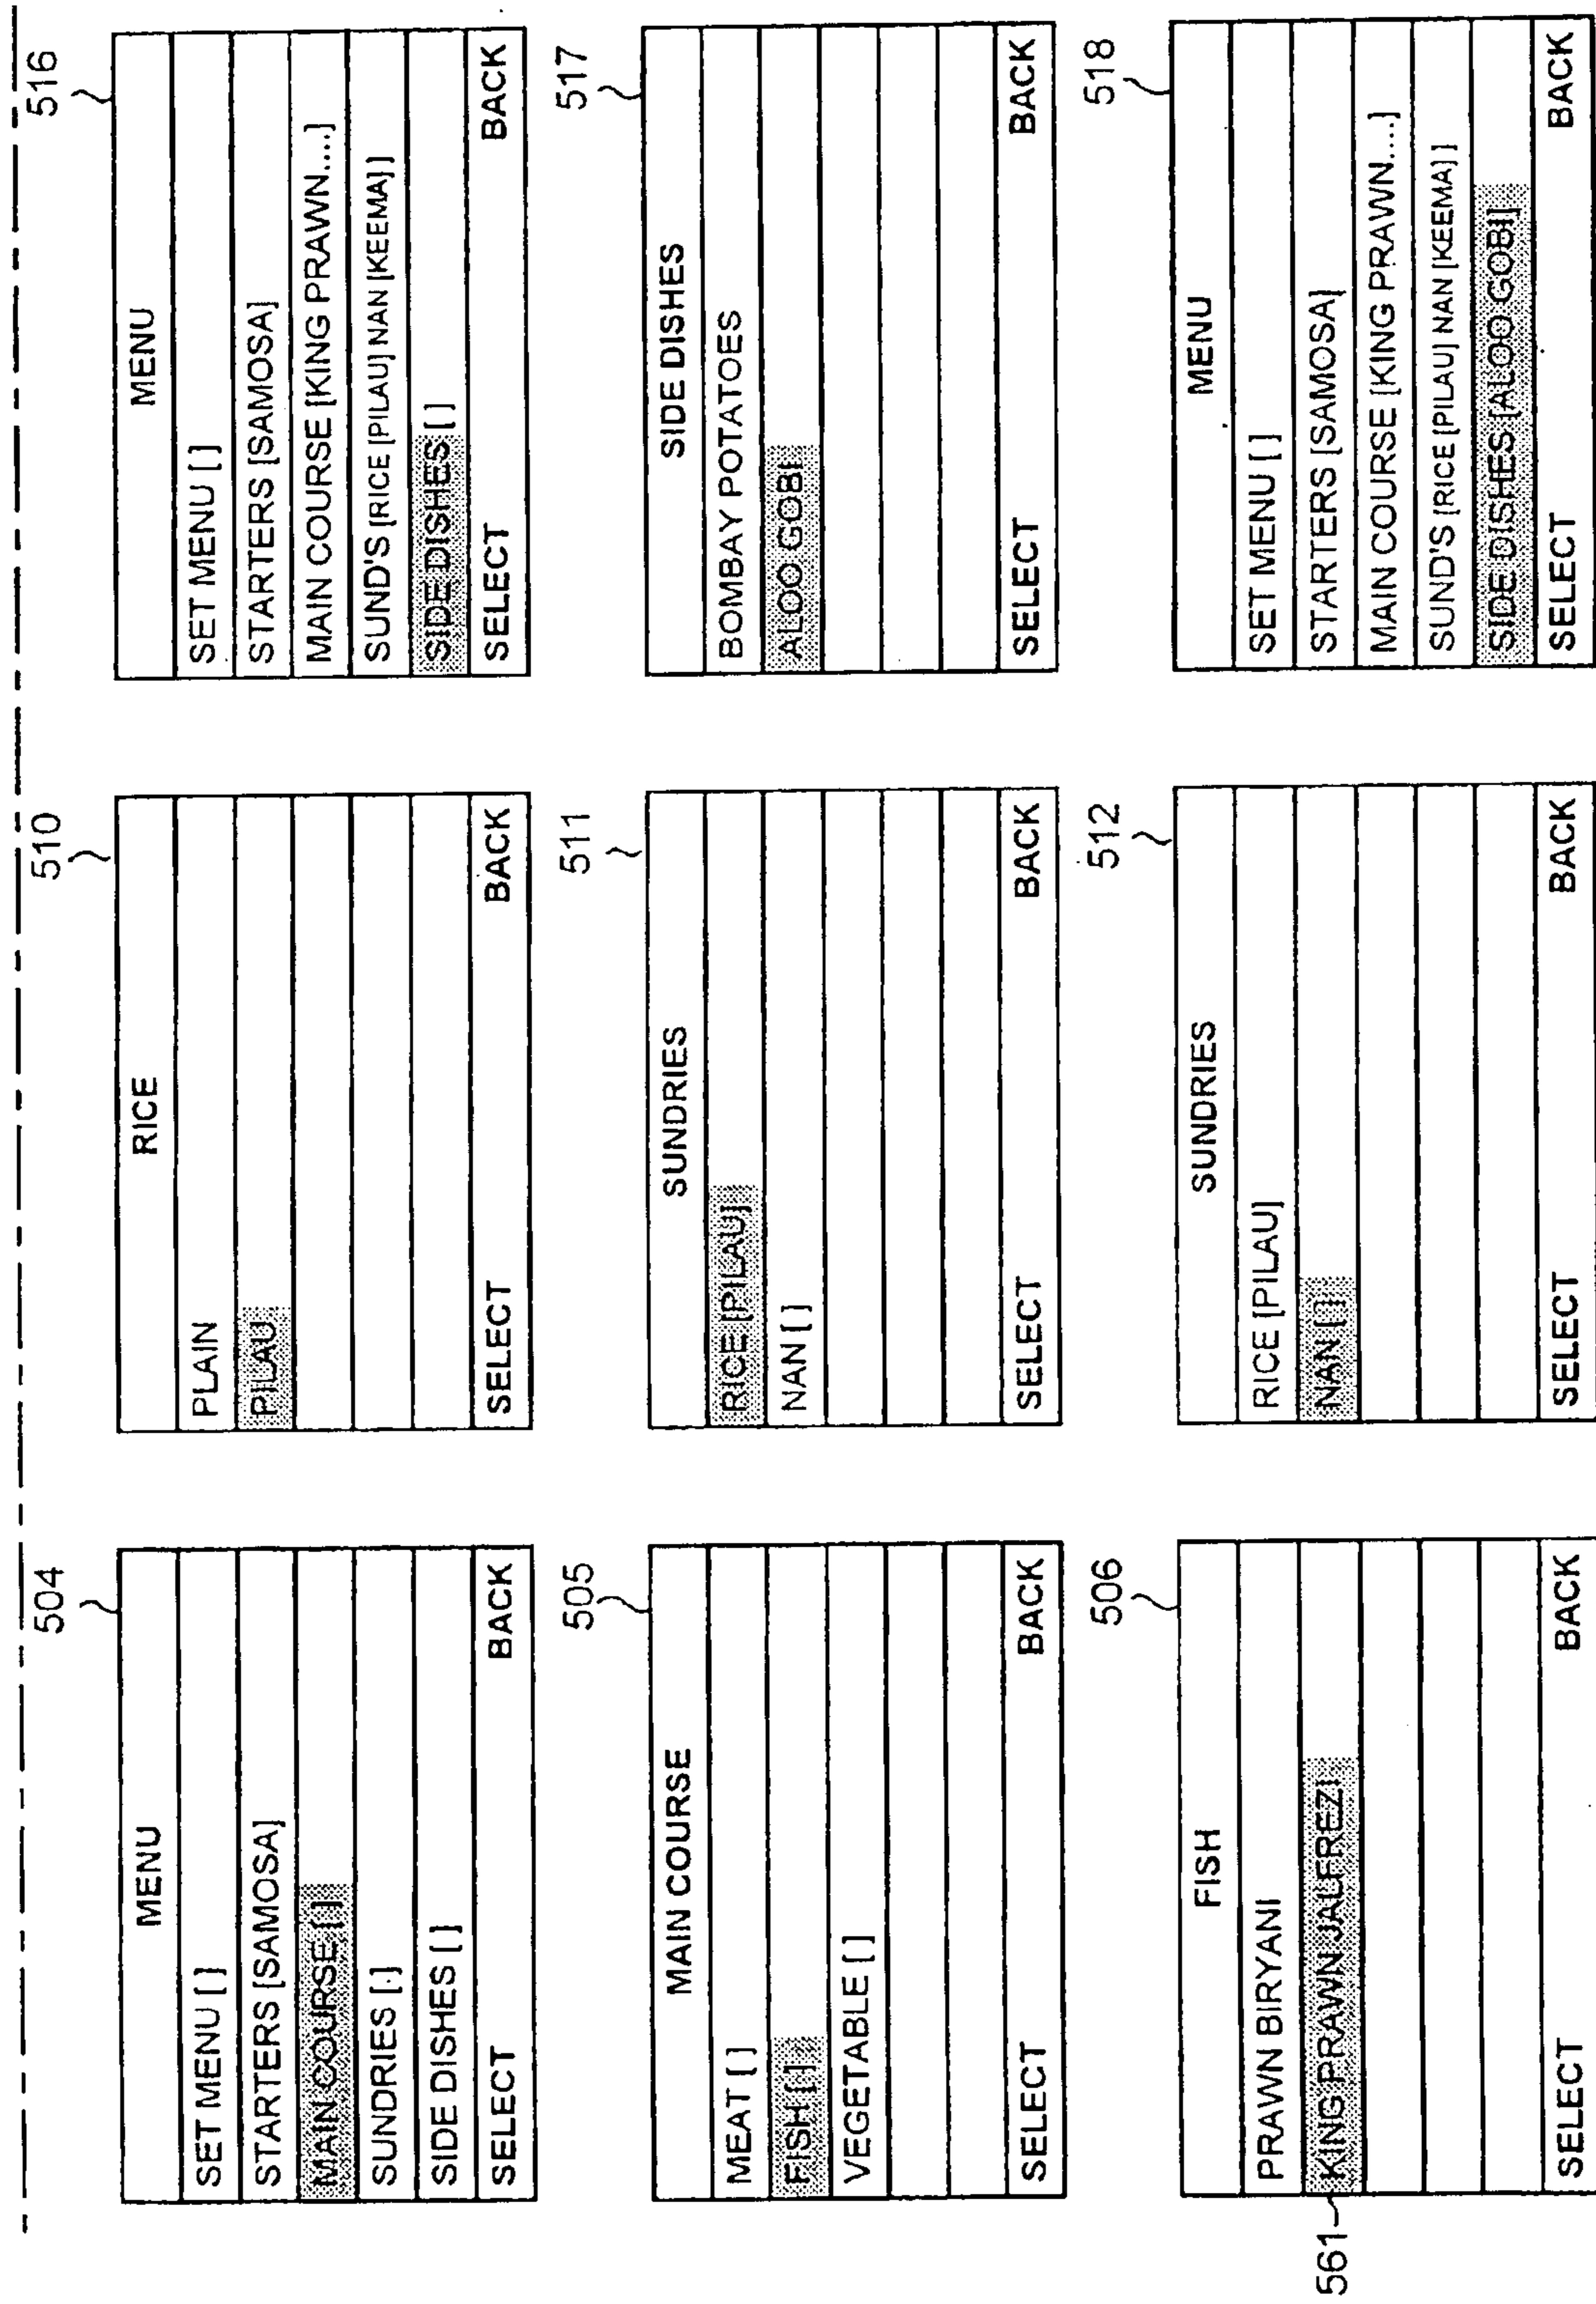 504
MENU
SET MENU [ ]
STARTERS [SAMOSA]
MAIN COURSE [ ]
SUNDRIES [ ]
SIDE DISHES [ ]
SELECT BACK
505
MAIN COURSE
MEAT [ ]
FISH [ ]
VEGETABLE [ ]
SELECT BACK
506
FISH
PRAWN BIRYANI
561 KING PRAWN JALFREZI
SELECT BACK
510
RICE
PLAIN
PILAU
SELECT BACK
511
SUNDRIES
RICE [PILAU]
NAN [ ]
SELECT BACK
512
SUNDRIES
RICE [PILAU]
NAN [ ]
SELECT BACK
516
MENU
SET MENU [ ]
STARTERS [SAMOSA]
MAIN COURSE [KING PRAWN....]
SUND'S [RICE [PILAU] NAN [KEEMA] ]
SIDE DISHES [ ]
SELECT BACK
517
SIDE DISHES
BOMBAY POTATOES
ALOO GOBI
SELECT BACK
518
MENU
SET MENU [ ]
STARTERS [SAMOSA]
MAIN COURSE [KING PRAWN....]
SUND'S [RICE [PILAU] NAN [KEEMA] ]
SIDE DISHES [ALOO GOBI]
SELECT BACK